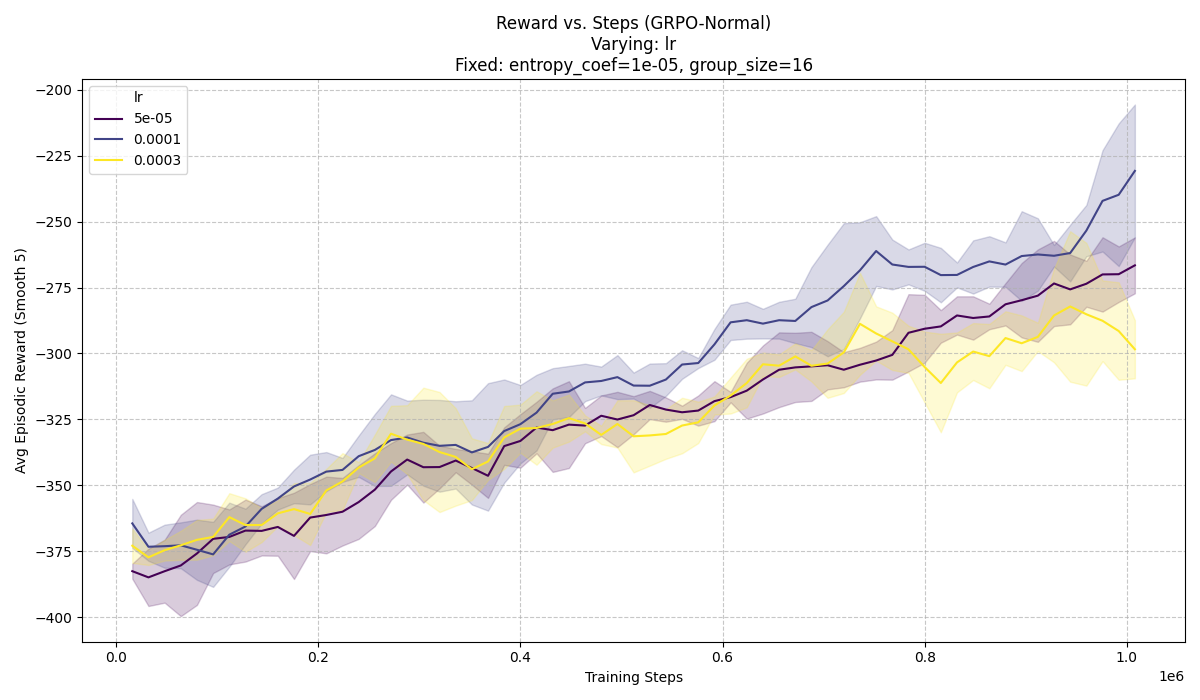 Reward vs. Steps (GRPO-Normal)
Varying: lr
Fixed: entropy_coef=1e-05, group_size=16
lr
5e-05
0.0001
0.0003
Avg Episodic Reward (Smooth 5)
−200
−225
−250
−275
−300
−325
−350
−375
−400
0.0 0.2 0.4 0.6 0.8 1.0
1e6
Training Steps